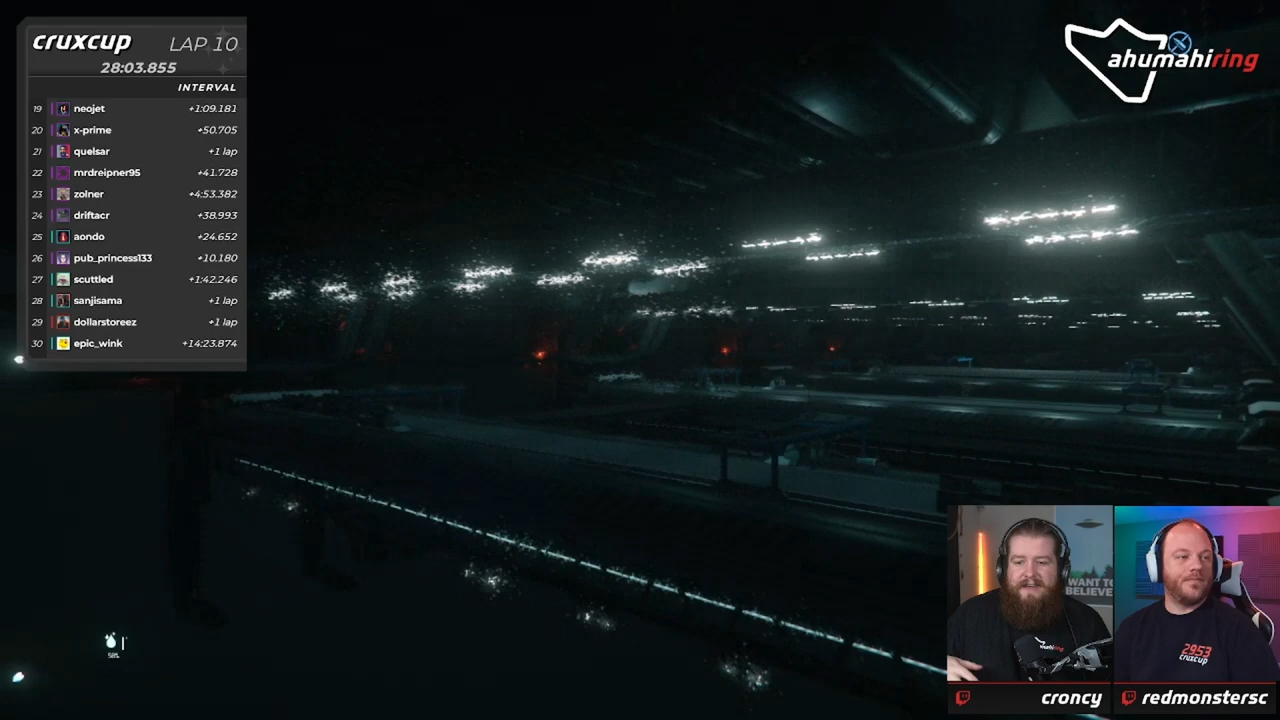 cruxcup LAP 10
28:03.855
INTERVAL
19 neojet +1:09.181
20 x-prime +50.705
21 quelsar +1 lap
22 mrdreipner95 +41.728
23 zolner +4:53.382
24 driftacr +38.993
25 aondo +24.652
26 pub_princess133 +10.180
27 scuttled +1:42.246
28 sanjisama +1 lap
29 dollarstoreez +1 lap
30 epic_wink +14:23.874
ahumahiring
WANT TO
BELIEVE
2953
cruxcup
croncy
redmonstersc